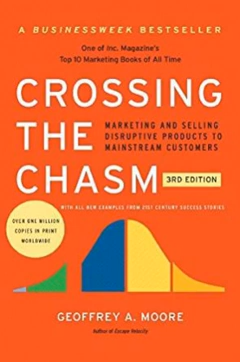 A BUSINESSWEEK BESTSELLER
One of Inc. Magazine's
Top 10 Marketing Books of All Time
CROSSING
THE
CHASM
MARKETING AND SELLING
DISRUPTIVE PRODUCTS TO
MAINSTREAM CUSTOMERS
3RD EDITION
WITH ALL NEW EXAMPLES FROM 21ST CENTURY SUCCESS STORIES
OVER ONE MILLION
COPIES IN PRINT
WORLDWIDE
GEOFFREY A. MOORE
Author of Escape Velocity